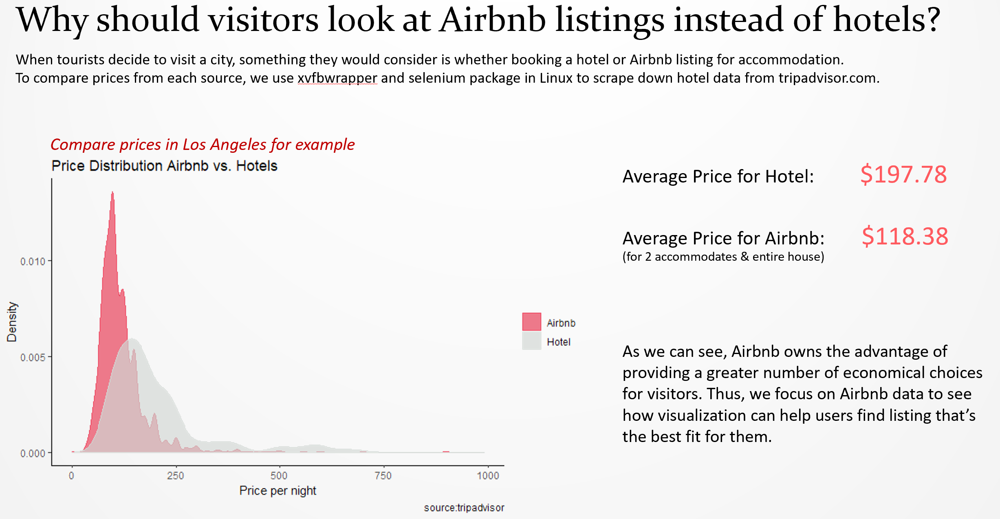 Why should visitors look at Airbnb listings instead of hotels?
When tourists decide to visit a city, something they would consider is whether booking a hotel or Airbnb listing for accommodation.
To compare prices from each source, we use xvfbwrapper and selenium package in Linux to scrape down hotel data from tripadvisor.com.
Compare prices in Los Angeles for example
Price Distribution Airbnb vs. Hotels
Density
0.010
0.005
0.000
0
250
500
750
1000
Price per night
source:tripadvisor
Airbnb
Hotel
Average Price for Hotel: $197.78
Average Price for Airbnb: $118.38
(for 2 accommodates & entire house)
As we can see, Airbnb owns the advantage of
providing a greater number of economical choices
for visitors. Thus, we focus on Airbnb data to see
how visualization can help users find listing that’s
the best fit for them.